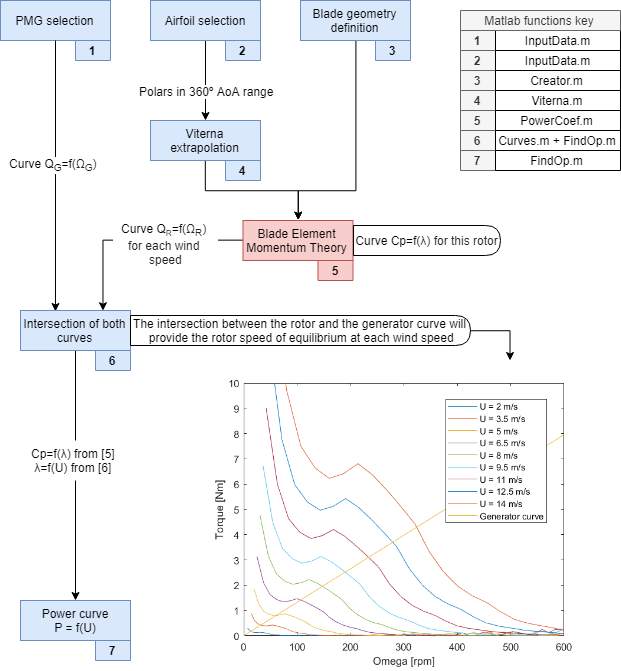 PMG selection
1
Airfoil selection
2
Blade geometry
definition
3
Matlab functions key
1 InputData.m
2 InputData.m
3 Creator.m
4 Viterna.m
5 PowerCoef.m
6 Curves.m + FindOp.m
7 FindOp.m
Polars in 360º AoA range
Viterna
extrapolation
4
Curve QG=f(ΩG)
Curve QR=f(ΩR)
for each wind
speed
Blade Element
Momentum Theory
5
Curve Cp=f(λ) for this rotor
Intersection of both
curves
6
The intersection between the rotor and the generator curve will
provide the rotor speed of equilibrium at each wind speed
Cp=f(λ) from [5]
λ=f(U) from [6]
Power curve
P = f(U)
7
10
9
8
7
6
5
4
3
2
1
0
Torque [Nm]
U = 2 m/s
U = 3.5 m/s
U = 5 m/s
U = 6.5 m/s
U = 8 m/s
U = 9.5 m/s
U = 11 m/s
U = 12.5 m/s
U = 14 m/s
Generator curve
0 100 200 300 400 500 600
Omega [rpm]